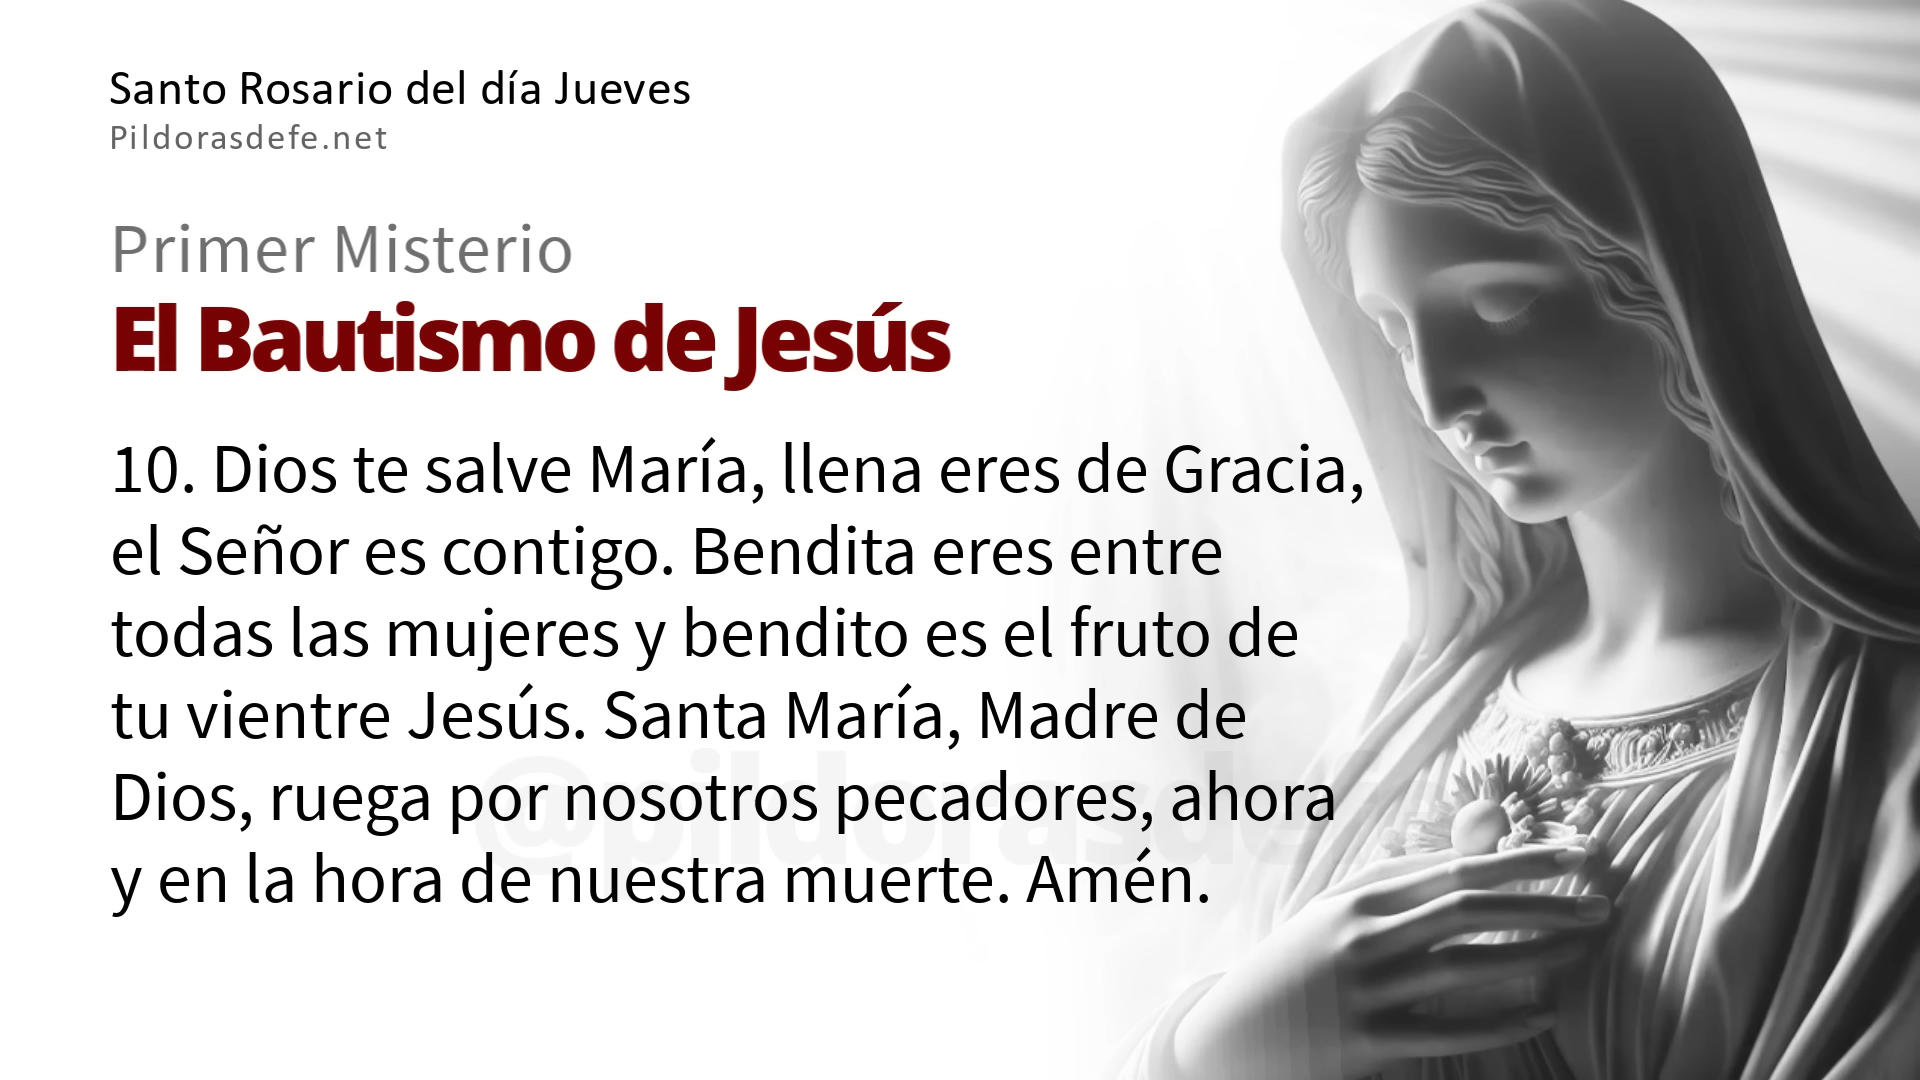 Santo Rosario del día Jueves
Pildorasdefe.net
Primer Misterio
El Bautismo de Jesús
10. Dios te salve María, llena eres de Gracia,
el Señor es contigo. Bendita eres entre
todas las mujeres y bendito es el fruto de
tu vientre Jesús. Santa María, Madre de
Dios, ruega por nosotros pecadores, ahora
y en la hora de nuestra muerte. Amén.
@pildorasdef